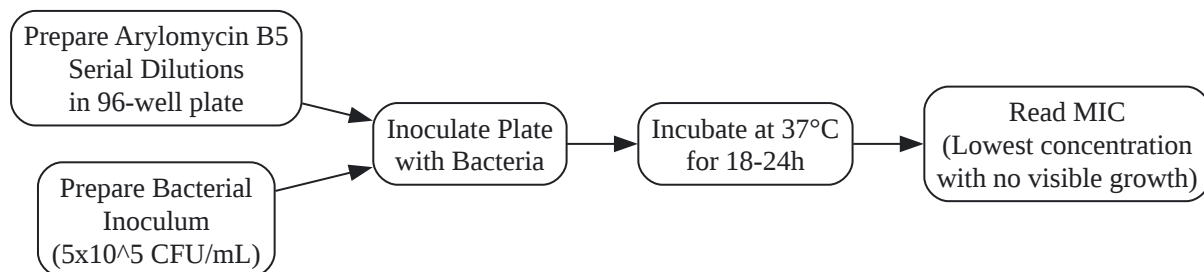 Prepare Arylomycin B5
Serial Dilutions
in 96-well plate
Prepare Bacterial
Inoculum
(5x10^5 CFU/mL)
Inoculate Plate
with Bacteria
Incubate at 37°C
for 18-24h
Read MIC
(Lowest concentration
with no visible growth)